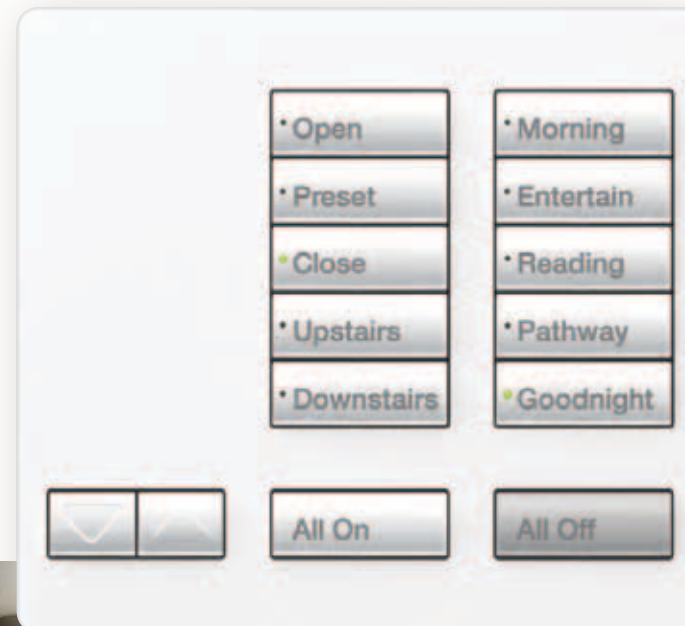 Open
Preset
Close
Upstairs
Downstairs
Morning
Entertain
Reading
Pathway
Goodnight
All On
All Off